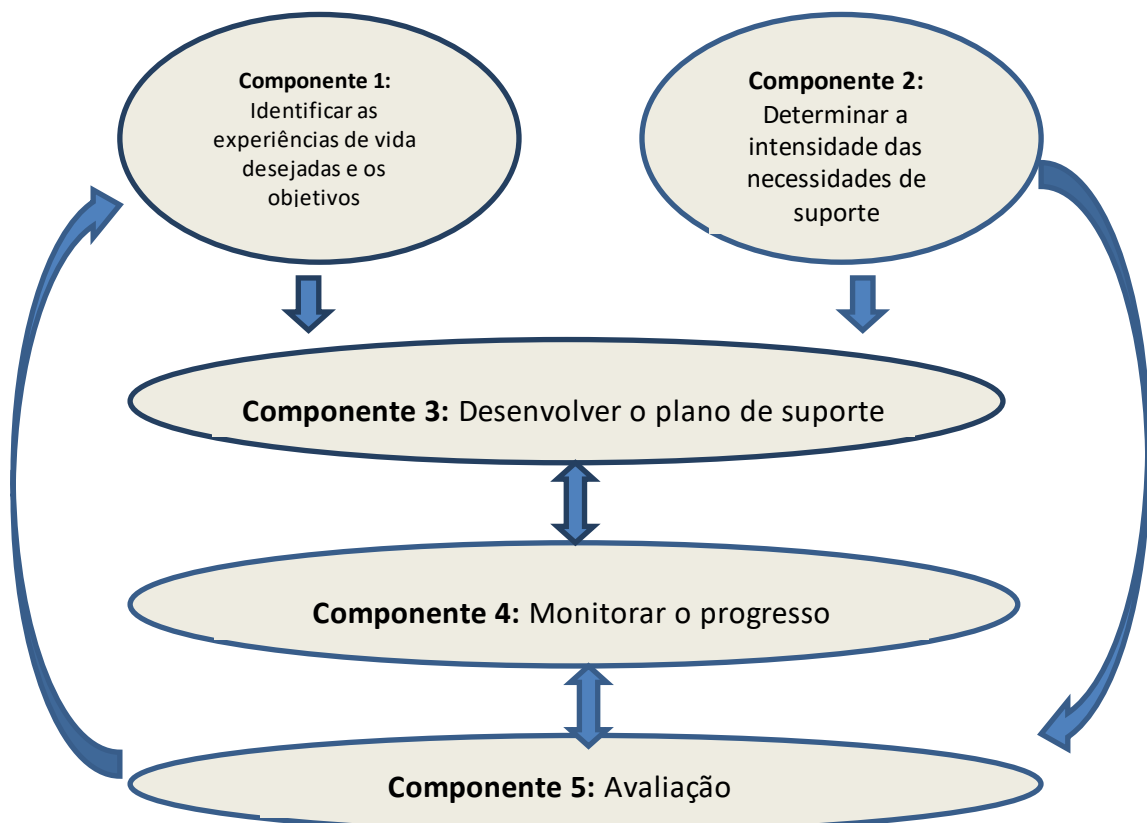 Componente 1:
Identificar as
experiências de vida
desejadas e os
objetivos
Componente 2:
Determinar a
intensidade das
necessidades de
suporte
Componente 3: Desenvolver o plano de suporte
Componente 4: Monitorar o progresso
Componente 5: Avaliação